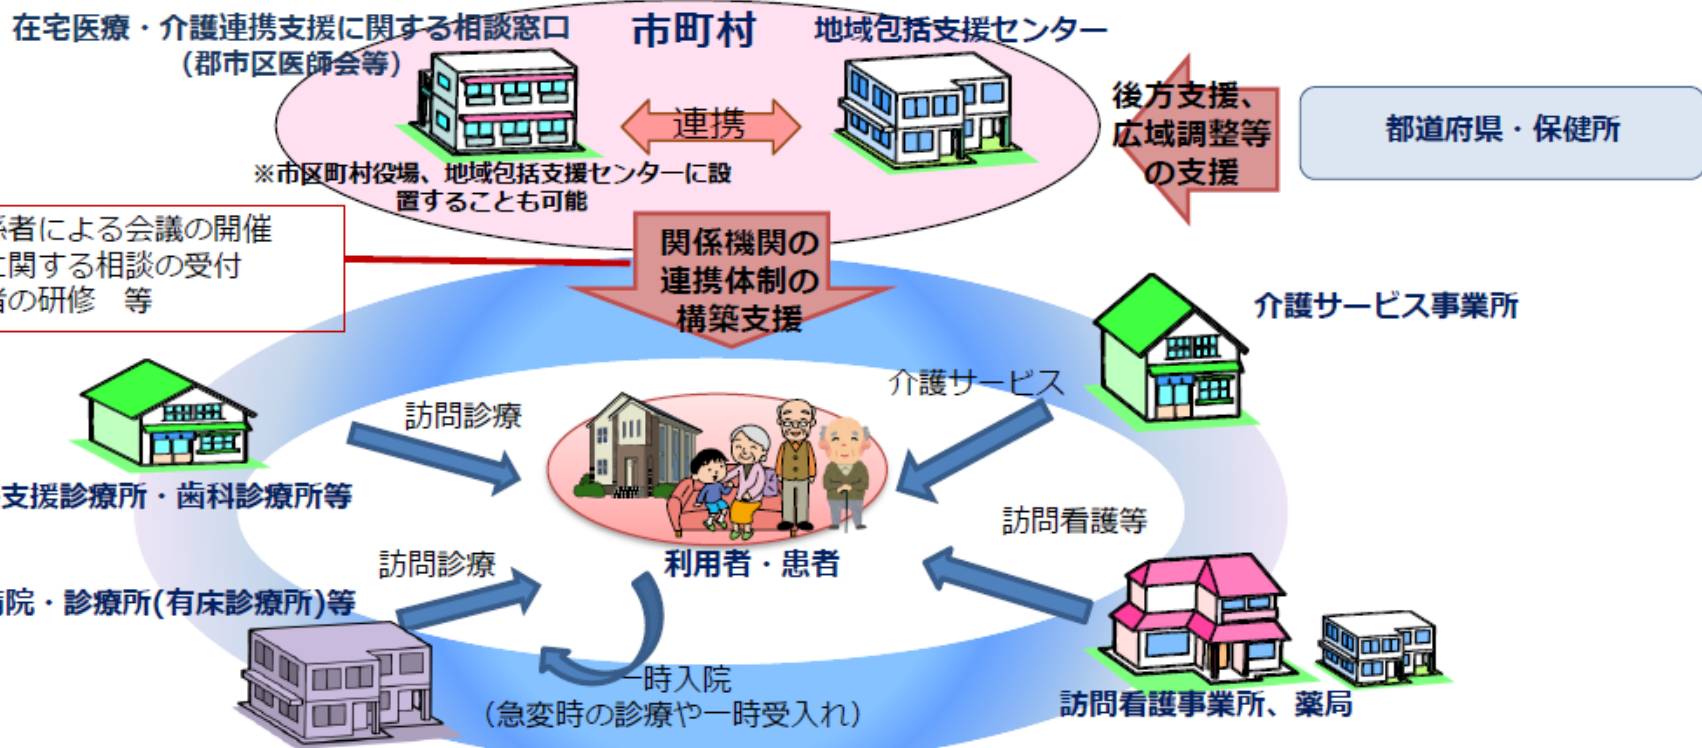 在宅医療・介護連携支援に関する相談窓口
(郡市区医師会等)
市町村
地域包括支援センター
連携
※市区町村役場、地域包括支援センターに設
置することも可能
後方支援、
広域調整等
の支援
都道府県・保健所
係者による会議の開催
に関する相談の受付
者の研修　等
関係機関の
連携体制の
構築支援
介護サービス事業所
介護サービス
訪問診療
支援診療所・歯科診療所等
利用者・患者
訪問看護等
訪問診療
病院・診療所(有床診療所)等
一時入院
（急変時の診療や一時受入れ）
訪問看護事業所、薬局